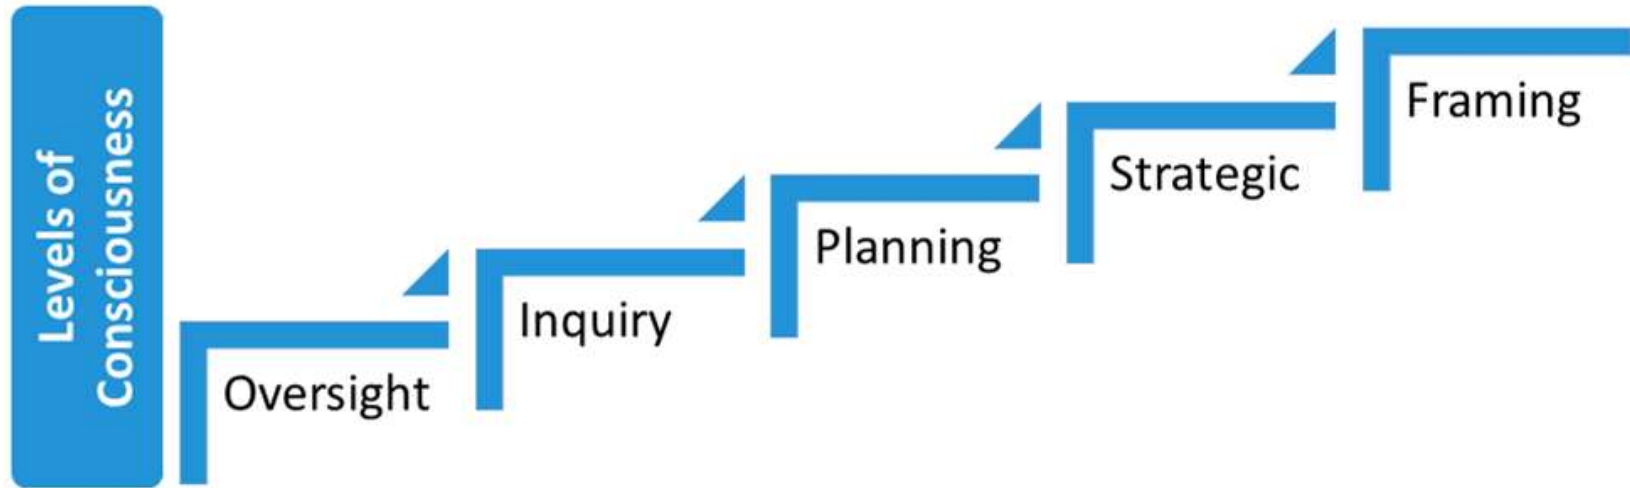 Levels of
Consciousness
Oversight
Inquiry
Planning
Strategic
Framing